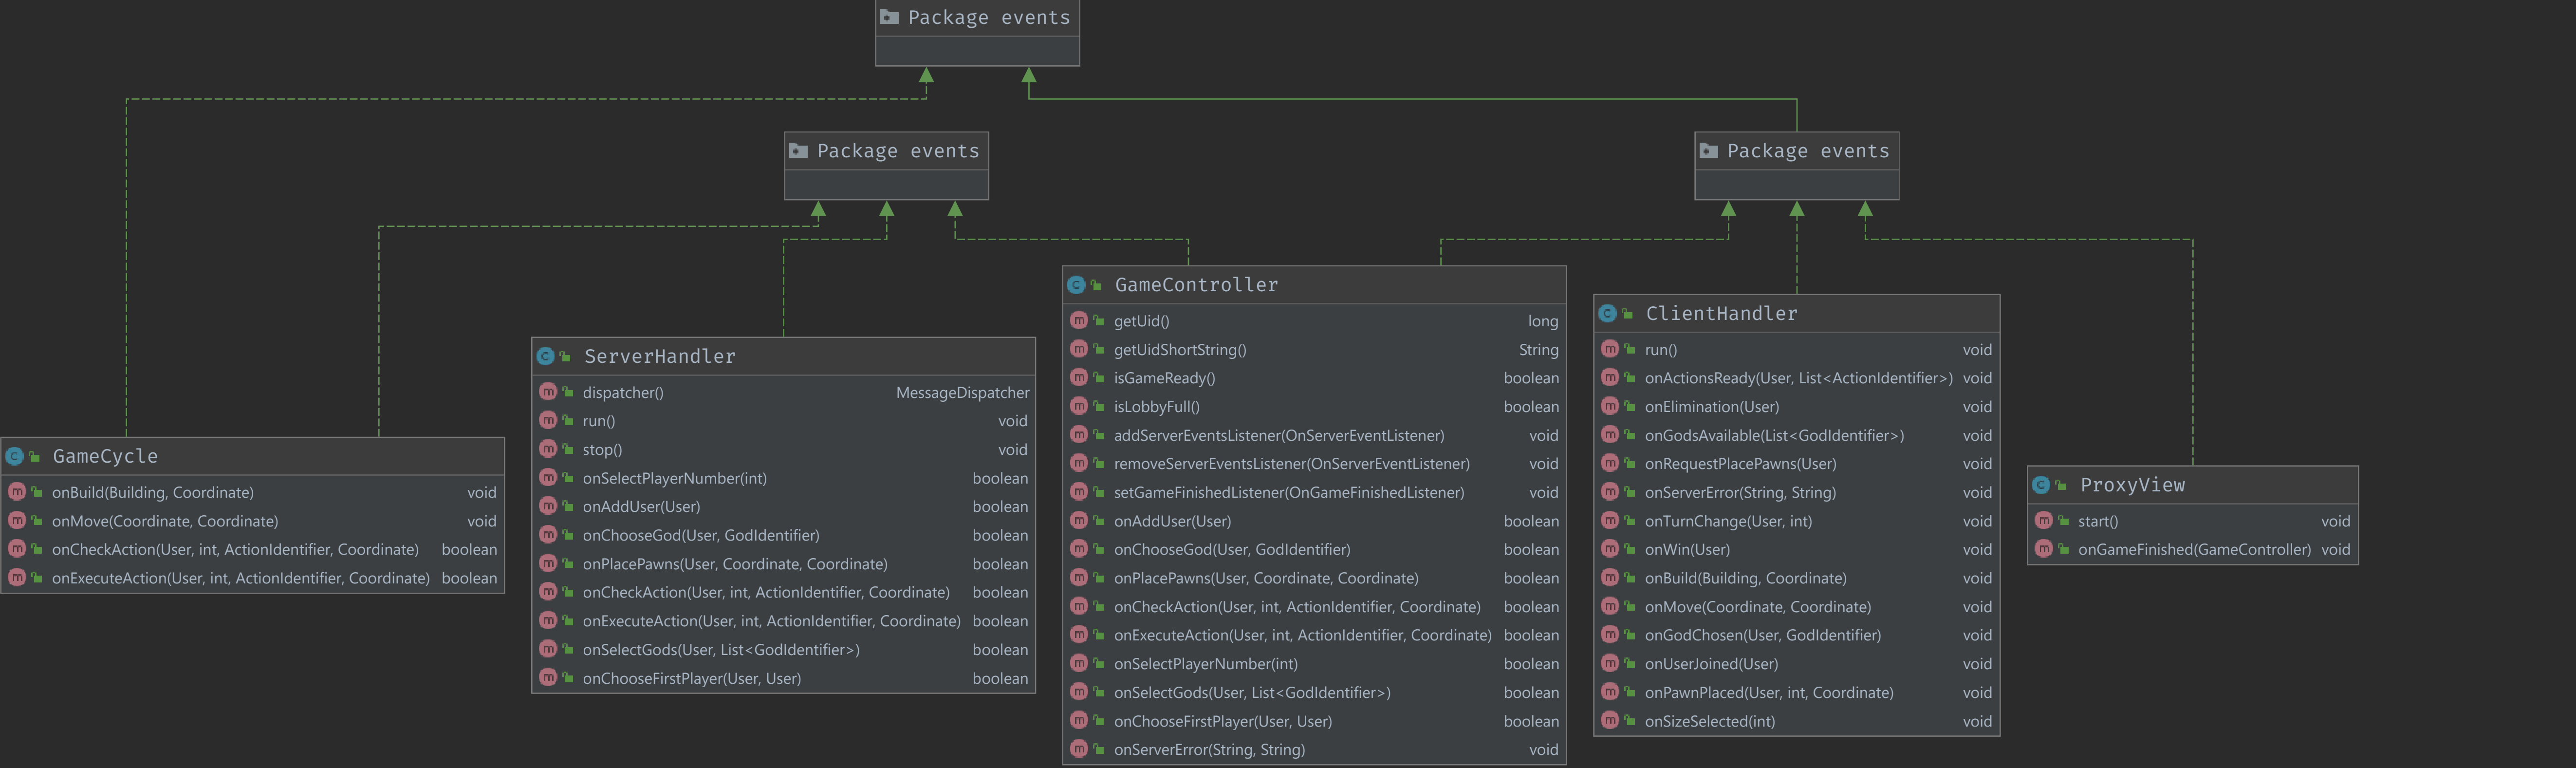 Package events
Package events
Package events
GameCycle
onBuild(Building, Coordinate) void
onMove(Coordinate, Coordinate) void
onCheckAction(User, int, ActionIdentifier, Coordinate) boolean
onExecuteAction(User, int, ActionIdentifier, Coordinate) boolean
ServerHandler
dispatcher() MessageDispatcher
run() void
stop() void
onSelectPlayerNumber(int) boolean
onAddUser(User) boolean
onChooseGod(User, GodIdentifier) boolean
onPlacePawns(User, Coordinate, Coordinate) boolean
onCheckAction(User, int, ActionIdentifier, Coordinate) boolean
onExecuteAction(User, int, ActionIdentifier, Coordinate) boolean
onSelectGods(User, List<GodIdentifier>) boolean
onChooseFirstPlayer(User, User) boolean
GameController
getUid() long
getUidShortString() String
isGameReady() boolean
isLobbyFull() boolean
addServerEventsListener(OnServerEventListener) void
removeServerEventsListener(OnServerEventListener) void
setGameFinishedListener(OnGameFinishedListener) void
onAddUser(User) boolean
onChooseGod(User, GodIdentifier) boolean
onPlacePawns(User, Coordinate, Coordinate) boolean
onCheckAction(User, int, ActionIdentifier, Coordinate) boolean
onExecuteAction(User, int, ActionIdentifier, Coordinate) boolean
onSelectPlayerNumber(int) boolean
onSelectGods(User, List<GodIdentifier>) boolean
onChooseFirstPlayer(User, User) boolean
onServerError(String, String) void
ClientHandler
run() void
onActionsReady(User, List<ActionIdentifier>) void
onElimination(User) void
onGodsAvailable(List<GodIdentifier>) void
onRequestPlacePawns(User) void
onServerError(String, String) void
onTurnChange(User, int) void
onWin(User) void
onBuild(Building, Coordinate) void
onMove(Coordinate, Coordinate) void
onGodChosen(User, GodIdentifier) void
onUserJoined(User) void
onPawnPlaced(User, int, Coordinate) void
onSizeSelected(int) void
ProxyView
start() void
onGameFinished(GameController) void